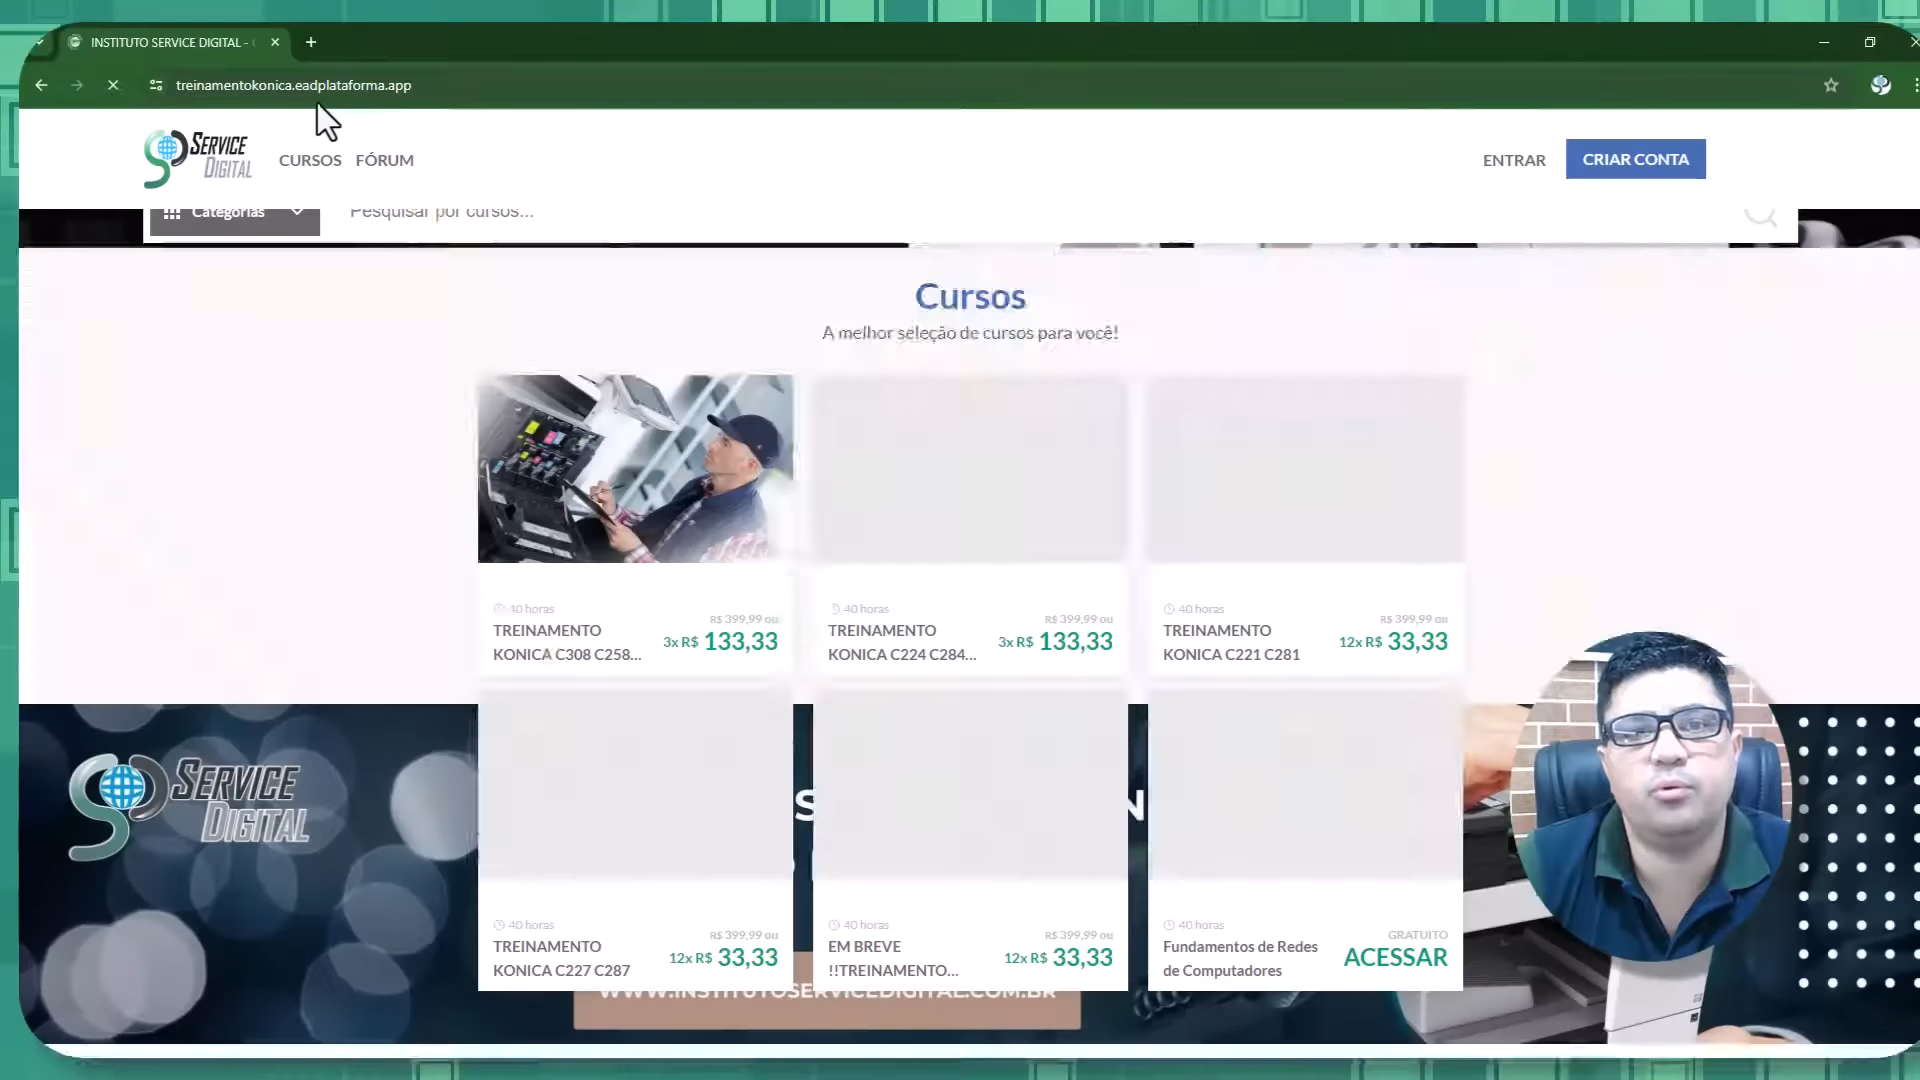 INSTITUTO SERVICE DIGITAL -
treinamentokonica.eadplataforma.app
SERVICE DIGITAL
CURSOS FÓRUM
ENTRAR
CRIAR CONTA
Categorias
Pesquisar por cursos...
Cursos
A melhor seleção de cursos para você!
40 horas
TREINAMENTO
KONICA C308 C258...
R$ 399,99 ou
3x R$ 133,33
40 horas
TREINAMENTO
KONICA C224 C284...
R$ 399,99 ou
3x R$ 133,33
40 horas
TREINAMENTO
KONICA C221 C281
R$ 399,99 ou
12x R$ 33,33
SERVICE
DIGITAL
40 horas
TREINAMENTO
KONICA C227 C287
R$ 399,99 ou
12x R$ 33,33
40 horas
EM BREVE
!!TREINAMENTO...
R$ 399,99 ou
12x R$ 33,33
40 horas
Fundamentos de Redes
de Computadores
GRATUITO
ACESSAR
WWW.INSTITUTOSERVICEDIGITAL.COM.BR